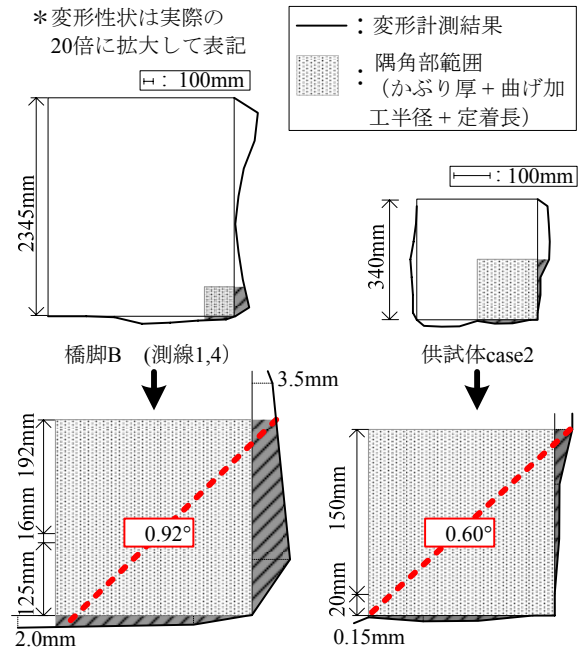 ＊変形性状は実際の
20倍に拡大して表記
：変形計測結果
：隅角部範囲
（かぶり厚 + 曲げ加
工半径 + 定着長）
：100mm
：100mm
2345mm
340mm
橋脚B　(測線1,4)
供試体case2
3.5mm
192mm
16mm
125mm
0.92°
2.0mm
150mm
20mm
0.60°
0.15mm